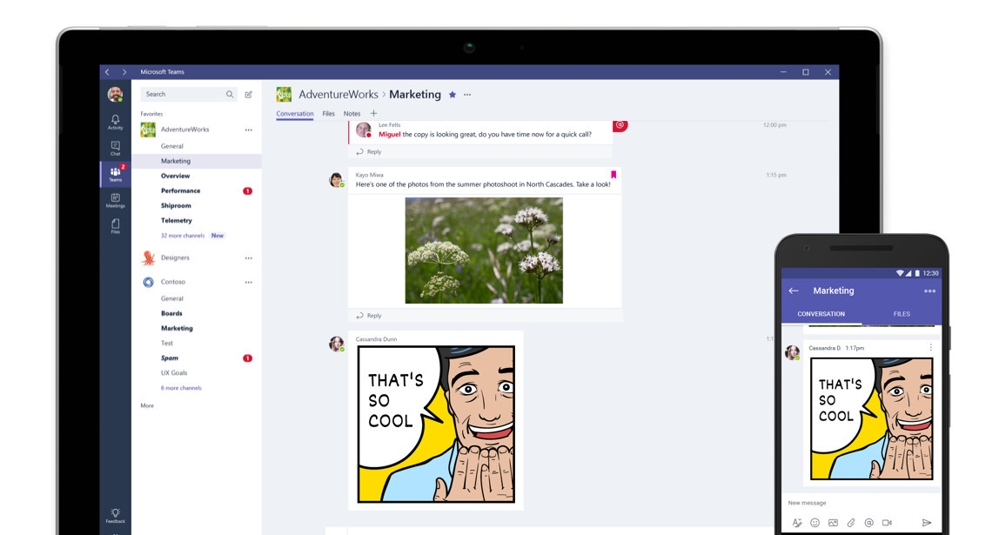 Microsoft Teams
Search
Favorites
AdventureWorks
General
Marketing
Overview
Performance
1
Shiproom
Telemetry
32 more channels New
Designers
Contoso
General
Boards
Marketing
Test
Spam
1
UX Goals
6 more channels
More
Activity
Chat
2
Teams
Meetings
Files
Feedback
AdventureWorks > Marketing
Conversation Files Notes
Lee Felts
12:00 pm
Miguel the copy is looking great, do you have time now for a quick call?
@
Reply
Kayo Miwa
1:15 pm
Here's one of the photos from the summer photoshoot in North Cascades. Take a look!
Reply
Cassandra Dunn
THAT'S
SO
COOL
12:30
Marketing
CONVERSATION FILES
Cassandra D. 1:17pm
THAT'S
SO
COOL
New message